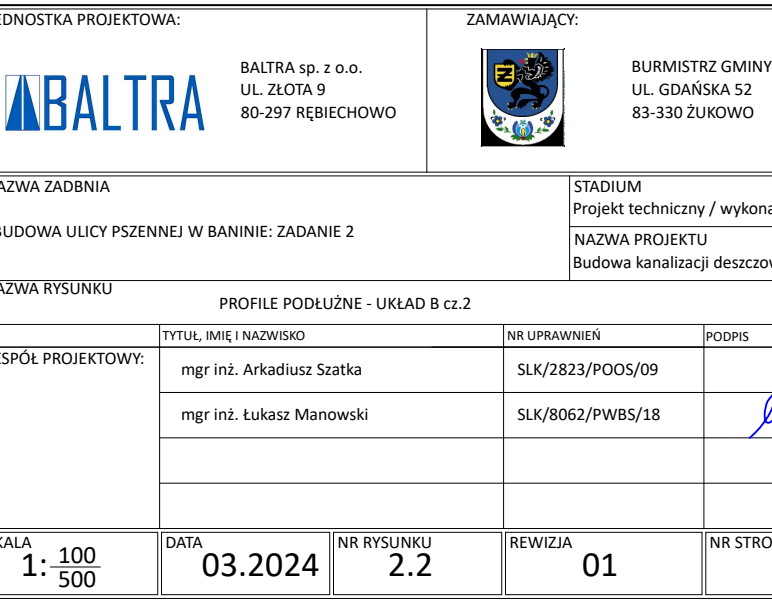 EDNOSTKA PROJEKTOWA:
BALTRA
BALTRA sp. z o.o.
UL. ZŁOTA 9
80-297 RĘBIECHOWO
ZAMAWIAJĄCY:
BURMISTRZ GMINY
UL. GDAŃSKA 52
83-330 ŻUKOWO
AZWA ZADBNIA
BUDOWA ULICY PSZENNEJ W BANINIE: ZADANIE 2
STADIUM
Projekt techniczny / wykona
NAZWA PROJEKTU
Budowa kanalizacji deszczow
AZWA RYSUNKU
PROFILE PODŁUŻNE - UKŁAD B cz.2
TYTUŁ, IMIĘ I NAZWISKO
NR UPRAWNIEŃ
PODPIS
ESPÓŁ PROJEKTOWY:
mgr inż. Arkadiusz Szatka
SLK/2823/POOS/09
mgr inż. Łukasz Manowski
SLK/8062/PWBS/18
KALA
1: 100
500
DATA
03.2024
NR RYSUNKU
2.2
REWIZJA
01
NR STRO